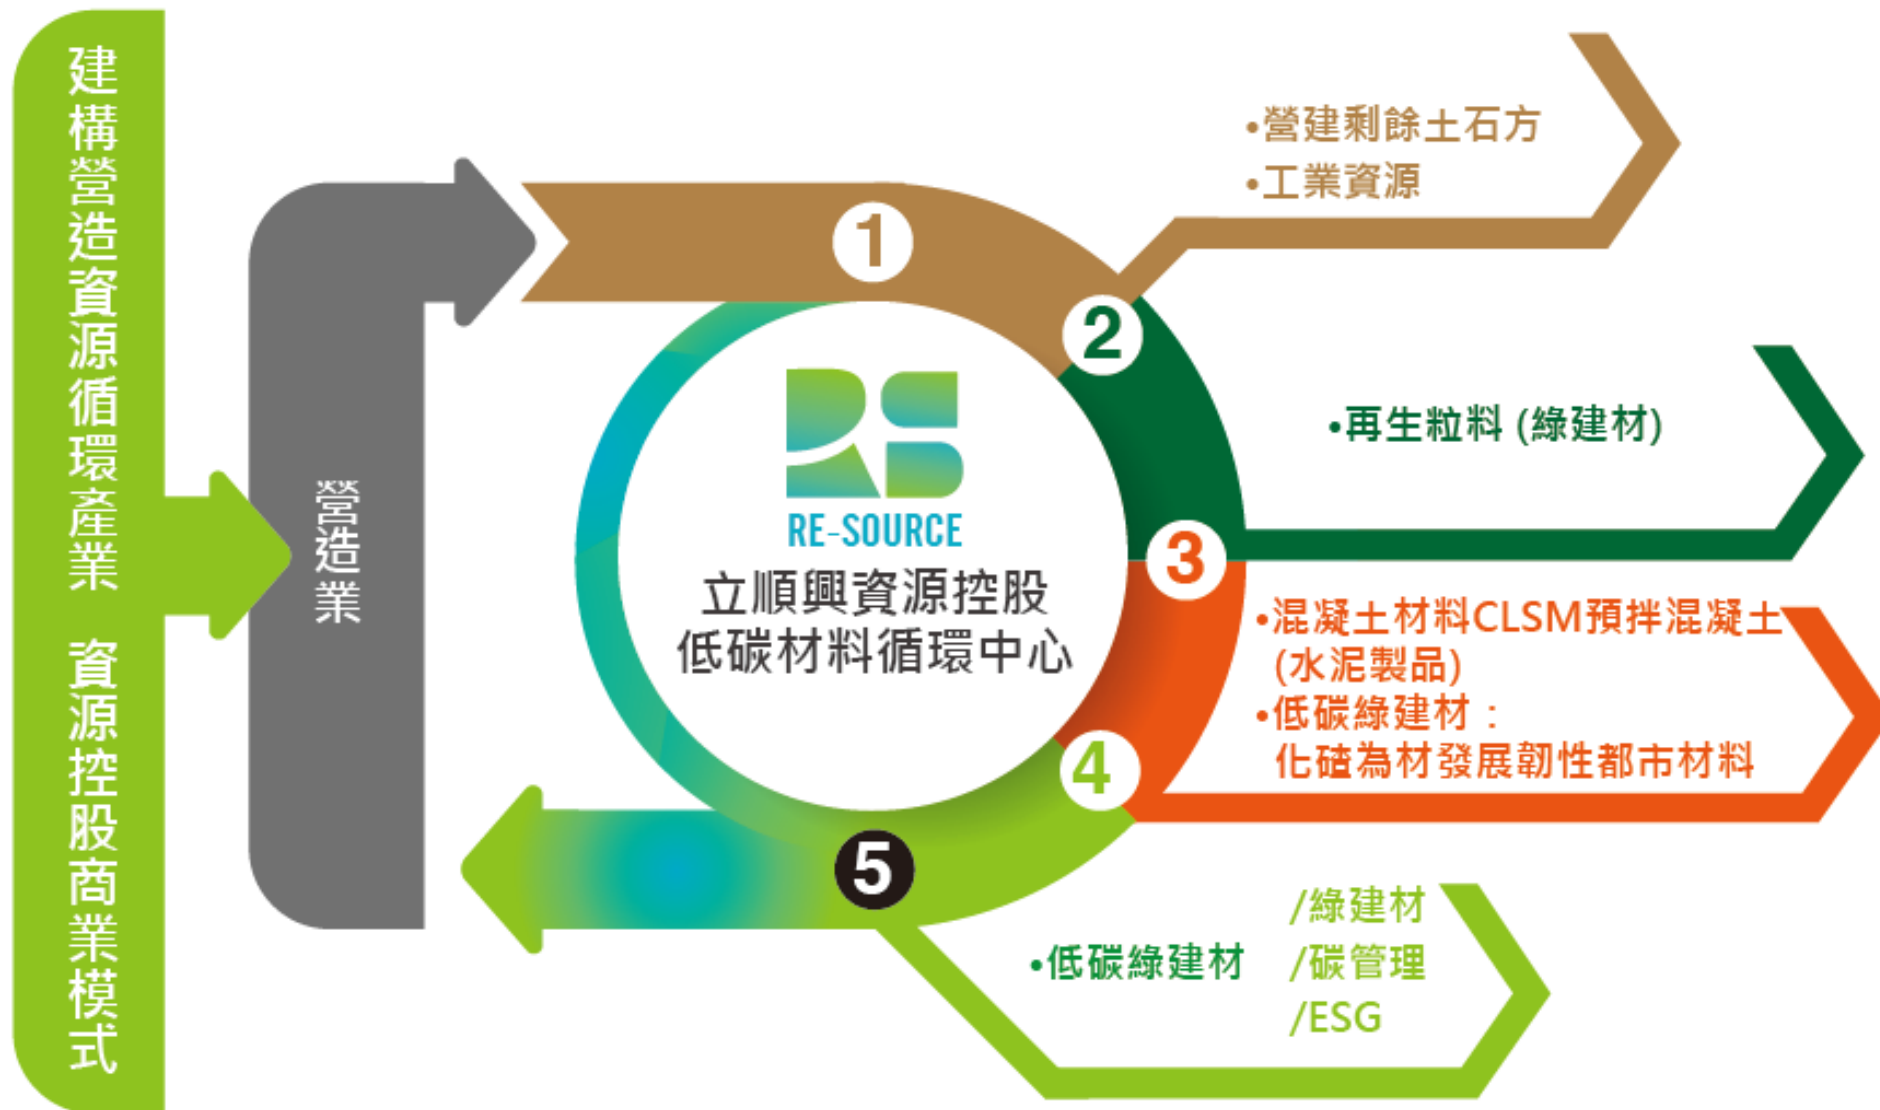 建構營造資源循環產業 資源控股商業模式
營造業
1
•營建剩餘土石方
•工業資源
2
•再生粒料 (綠建材)
3
•混凝土材料CLSM預拌混凝土
(水泥製品)
•低碳綠建材：
化碴為材發展韌性都市材料
4
5
•低碳綠建材
/綠建材
/碳管理
/ESG
RS
RE-SOURCE
立順興資源控股
低碳材料循環中心